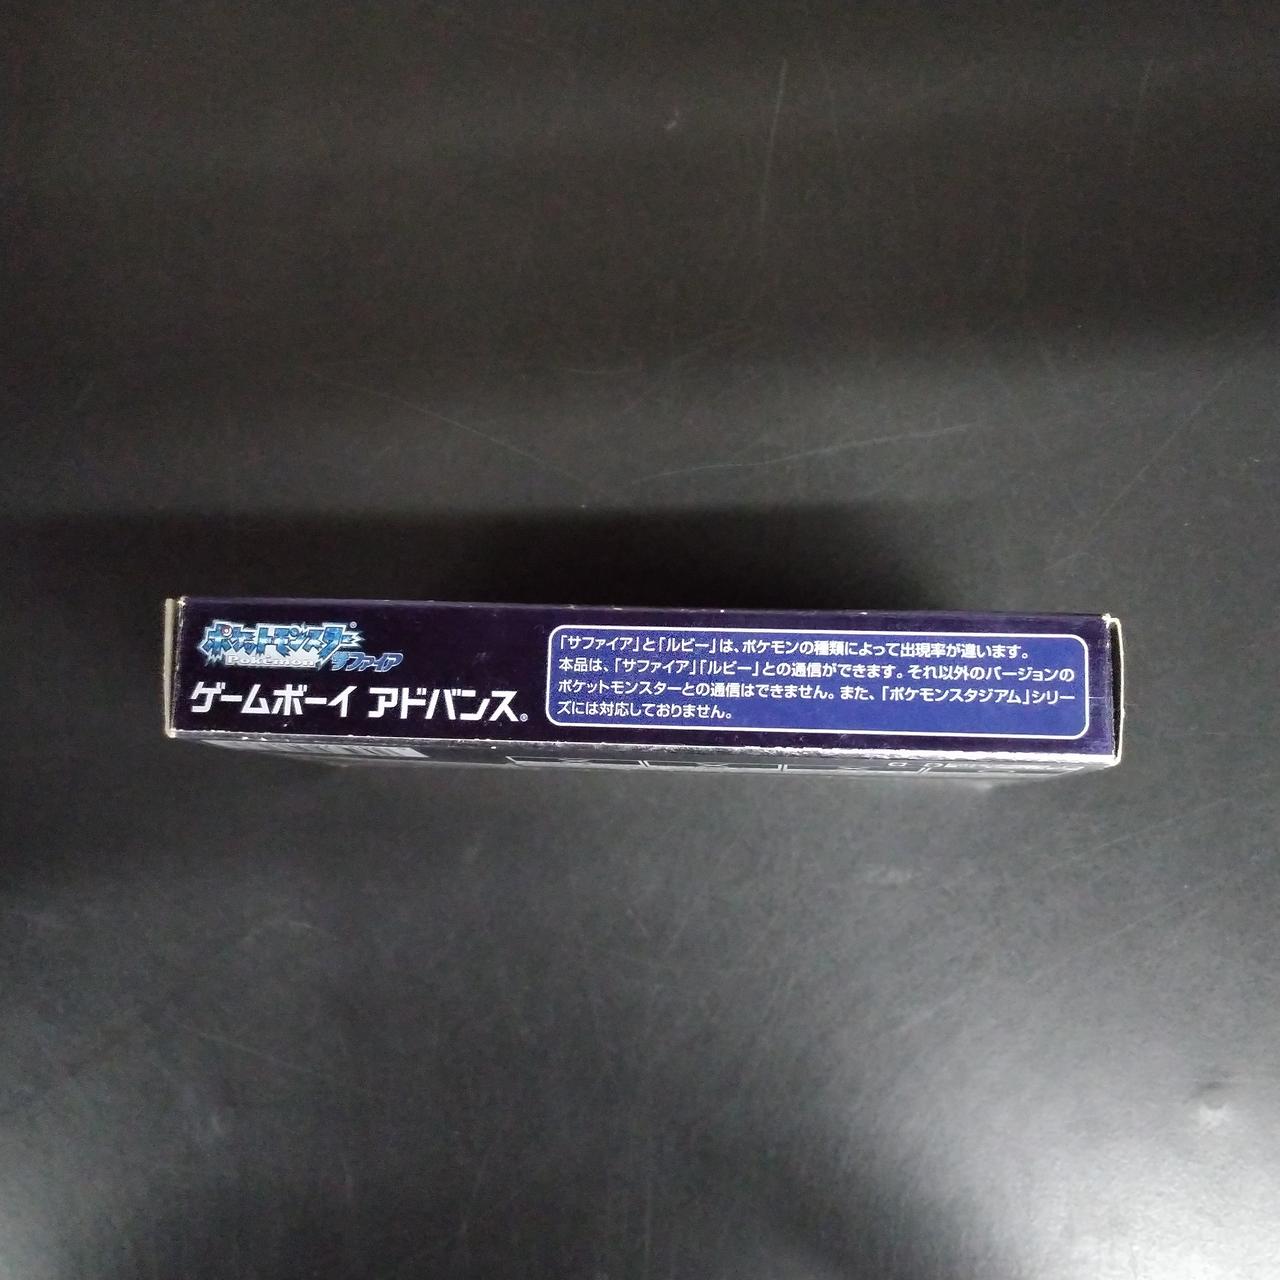 ポケットモンスター®
Pokémon
サファイア
ゲームボーイ アドバンス®
「サファイア」と「ルビー」は、ポケモンの種類によって出現率が違います。
本品は、「サファイア」「ルビー」との通信ができます。それ以外のバージョンの
ポケットモンスターとの通信はできません。また、「ポケモンスタジアム」シリー
ズには対応しておりません。